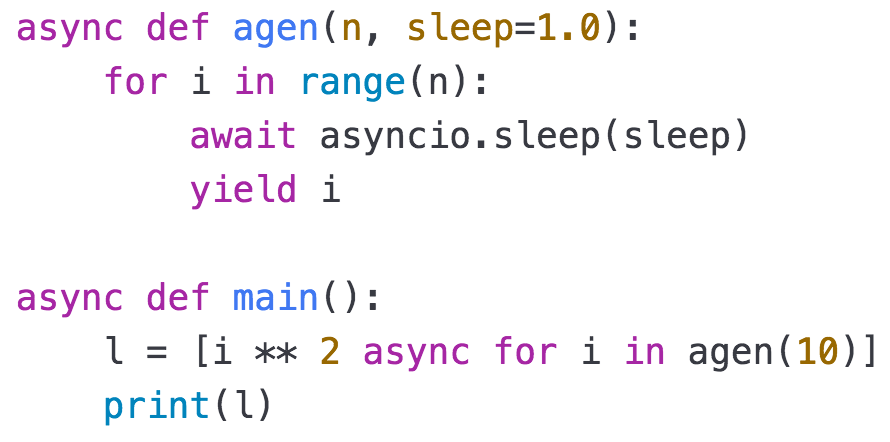 async def agen(n, sleep=1.0):
    for i in range(n):
        await asyncio.sleep(sleep)
        yield i

async def main():
    l = [i ** 2 async for i in agen(10)]
    print(l)